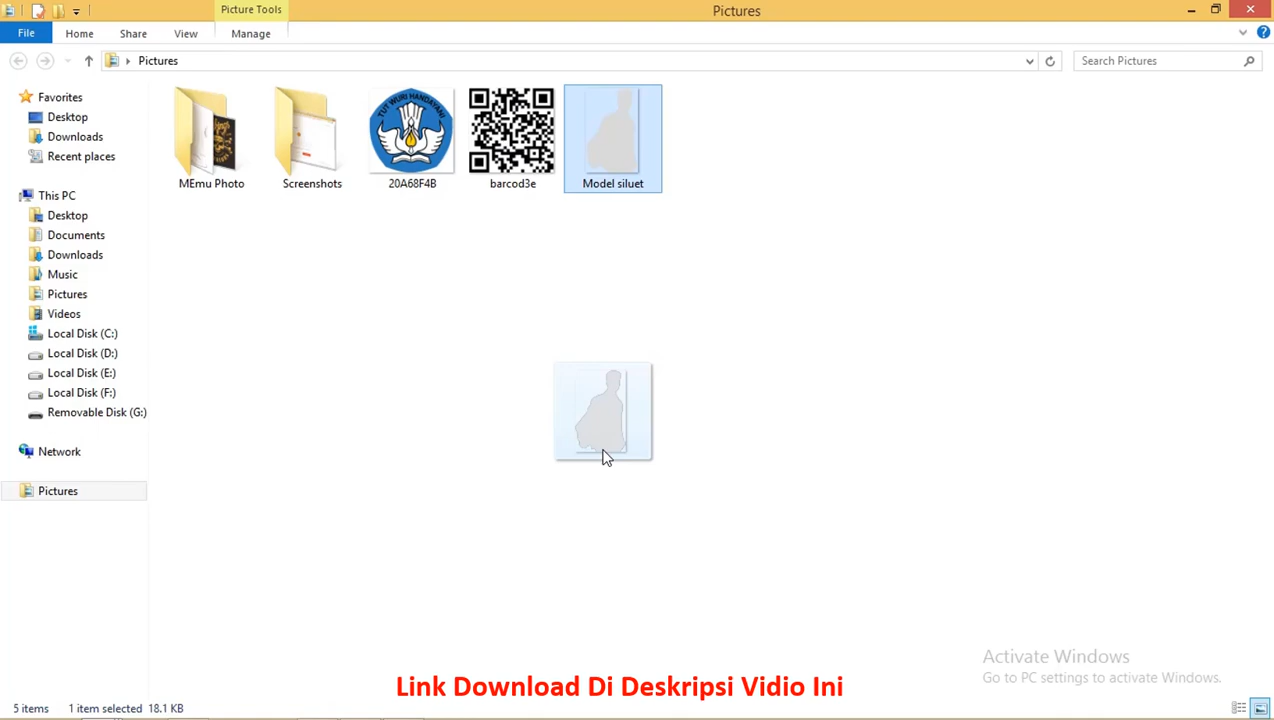 Picture Tools
Pictures
File
Home
Share
View
Manage
Pictures
Search Pictures
Favorites
Desktop
Downloads
Recent places
This PC
Desktop
Documents
Downloads
Music
Pictures
Videos
Local Disk (C:)
Local Disk (D:)
Local Disk (E:)
Local Disk (F:)
Removable Disk (G:)
Network
Pictures
TUT WURI HANDAYANI
MEmu Photo
Screenshots
20A68F4B
barcod3e
Model siluet
Activate Windows
Go to PC settings to activate Windows.
Link Download Di Deskripsi Vidio Ini
5 items
1 item selected 18.1 KB